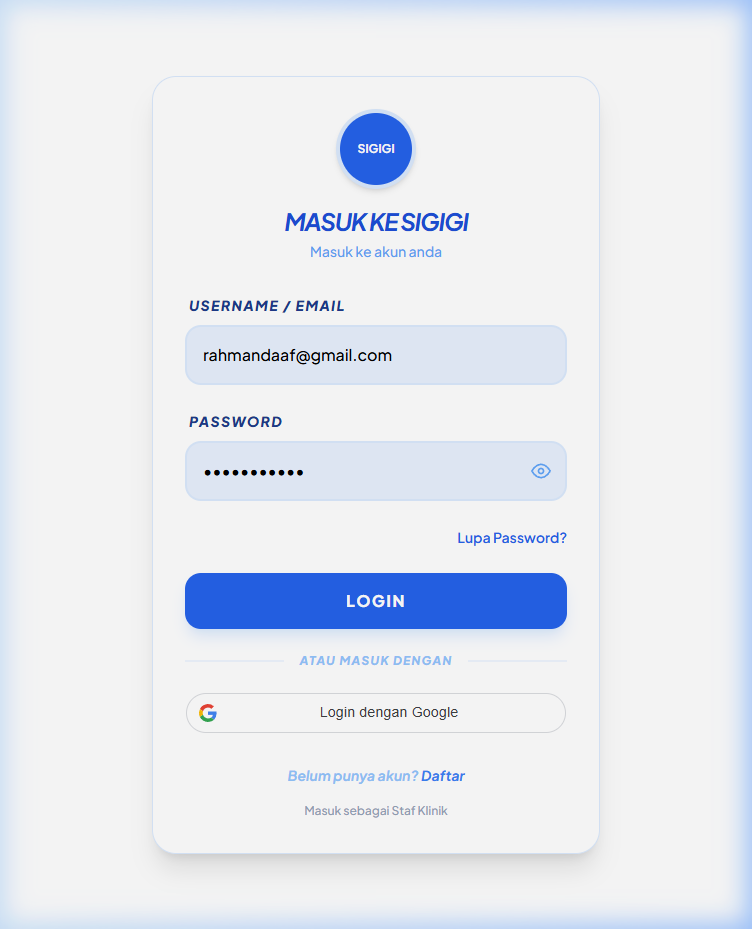 SIGIGI
MASUK KE SIGIGI
Masuk ke akun anda
USERNAME / EMAIL
rahmandaaf@gmail.com
PASSWORD
•••••••••••
Lupa Password?
LOGIN
ATAU MASUK DENGAN
Login dengan Google
Belum punya akun? Daftar
Masuk sebagai Staf Klinik